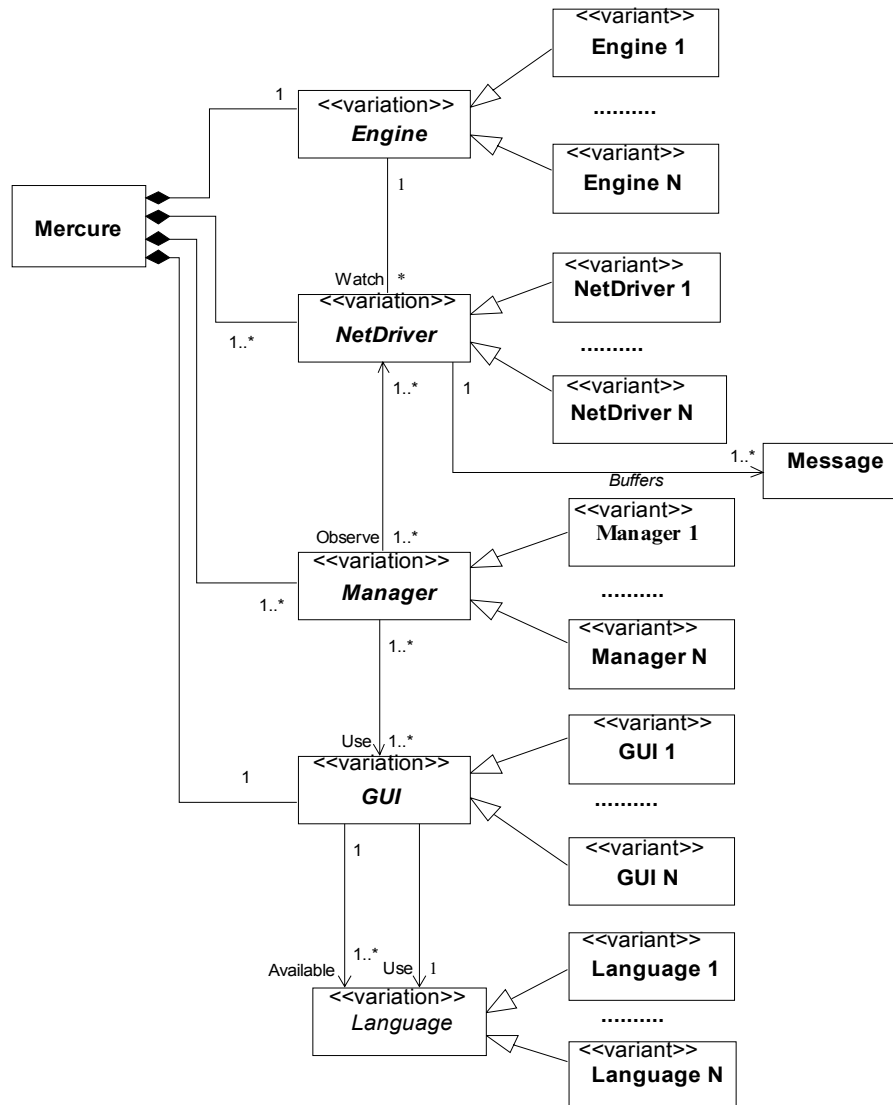 <<variant>>
Engine 1
1
<<variation>>
Engine
..........
<<variant>>
Engine N
1
Mercure
Watch
*
<<variation>>
NetDriver
1..*
<<variant>>
NetDriver 1
..........
1..*
1
<<variant>>
NetDriver N
1..*
Message
Buffers
<<variant>>
Manager 1
Observe
1..*
<<variation>>
Manager
1..*
..........
<<variant>>
Manager N
1..*
Use
1..*
<<variation>>
GUI
1
<<variant>>
GUI 1
..........
1
<<variant>>
GUI N
1..*
Available
Use
1
<<variation>>
Language
<<variant>>
Language 1
..........
<<variant>>
Language N